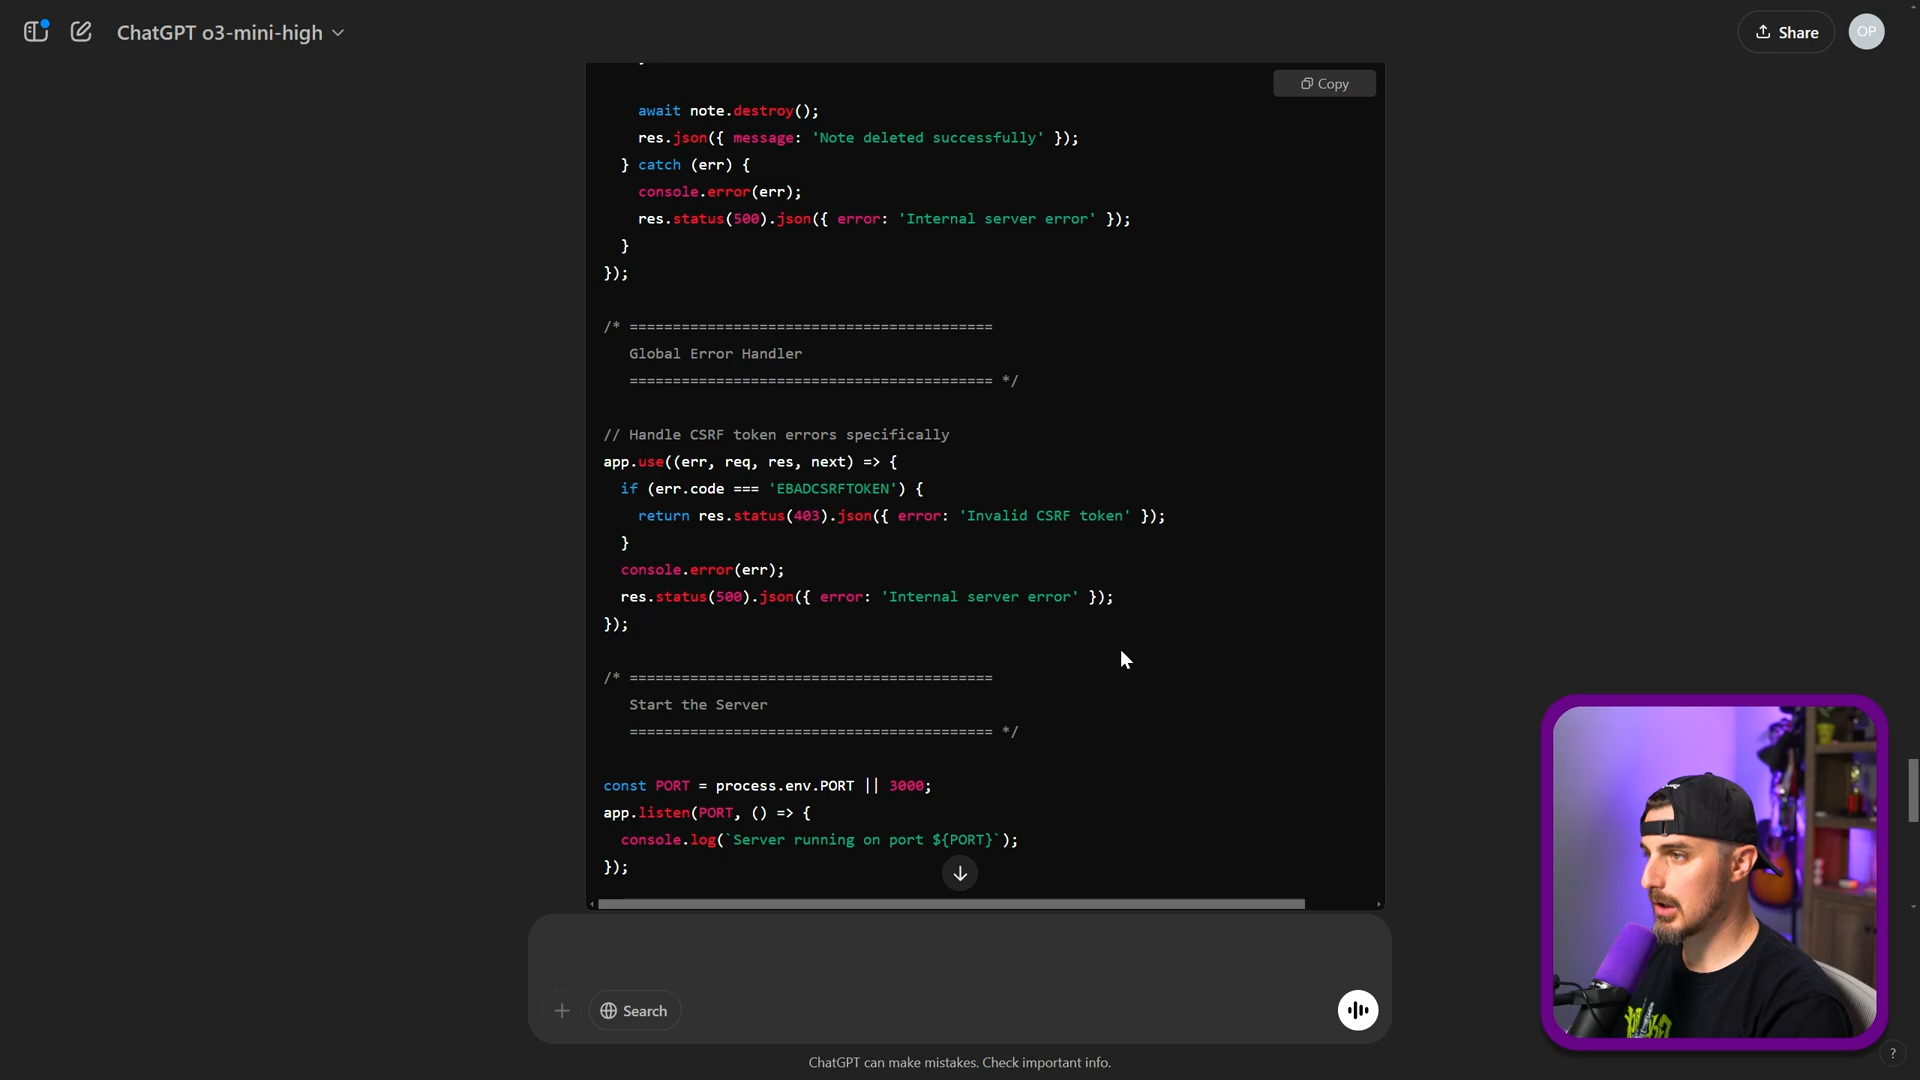 ChatGPT o3-mini-high
Share
OP
Copy
await note.destroy();
res.json({ message: 'Note deleted successfully' });
} catch (err) {
console.error(err);
res.status(500).json({ error: 'Internal server error' });
}
});
/* ==========================================
Global Error Handler
========================================== */
// Handle CSRF token errors specifically
app.use((err, req, res, next) => {
if (err.code === 'EBADCSRFTOKEN') {
return res.status(403).json({ error: 'Invalid CSRF token' });
}
console.error(err);
res.status(500).json({ error: 'Internal server error' });
});
/* ==========================================
Start the Server
========================================== */
const PORT = process.env.PORT || 3000;
app.listen(PORT, () => {
console.log(`Server running on port ${PORT}`);
});
Search
ChatGPT can make mistakes. Check important info.
?